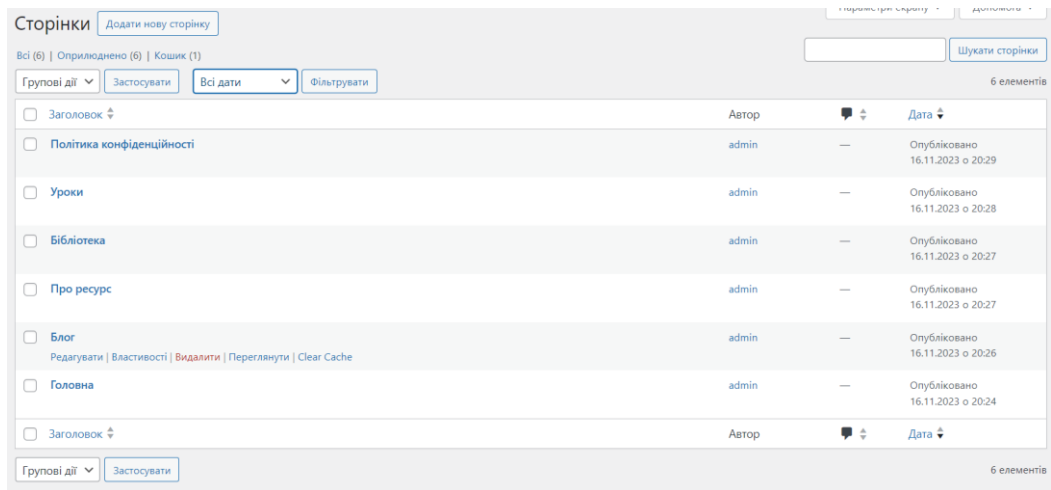 Параметри екрану
Допомога
Сторінки
Додати нову сторінку
Всі (6) | Оприлюднено (6) | Кошик (1)
Шукати сторінки
Групові дії
Застосувати
Всі дати
Фільтрувати
6 елементів
Заголовок Автор Дата
Політика конфіденційності admin — Опубліковано
16.11.2023 о 20:29
Уроки admin — Опубліковано
16.11.2023 о 20:28
Бібліотека admin — Опубліковано
16.11.2023 о 20:27
Про ресурс admin — Опубліковано
16.11.2023 о 20:27
Блог admin — Опубліковано
Редагувати | Властивості | Видалити | Переглянути | Clear Cache 16.11.2023 о 20:26
Головна admin — Опубліковано
16.11.2023 о 20:24
Заголовок Автор Дата
Групові дії
Застосувати
6 елементів